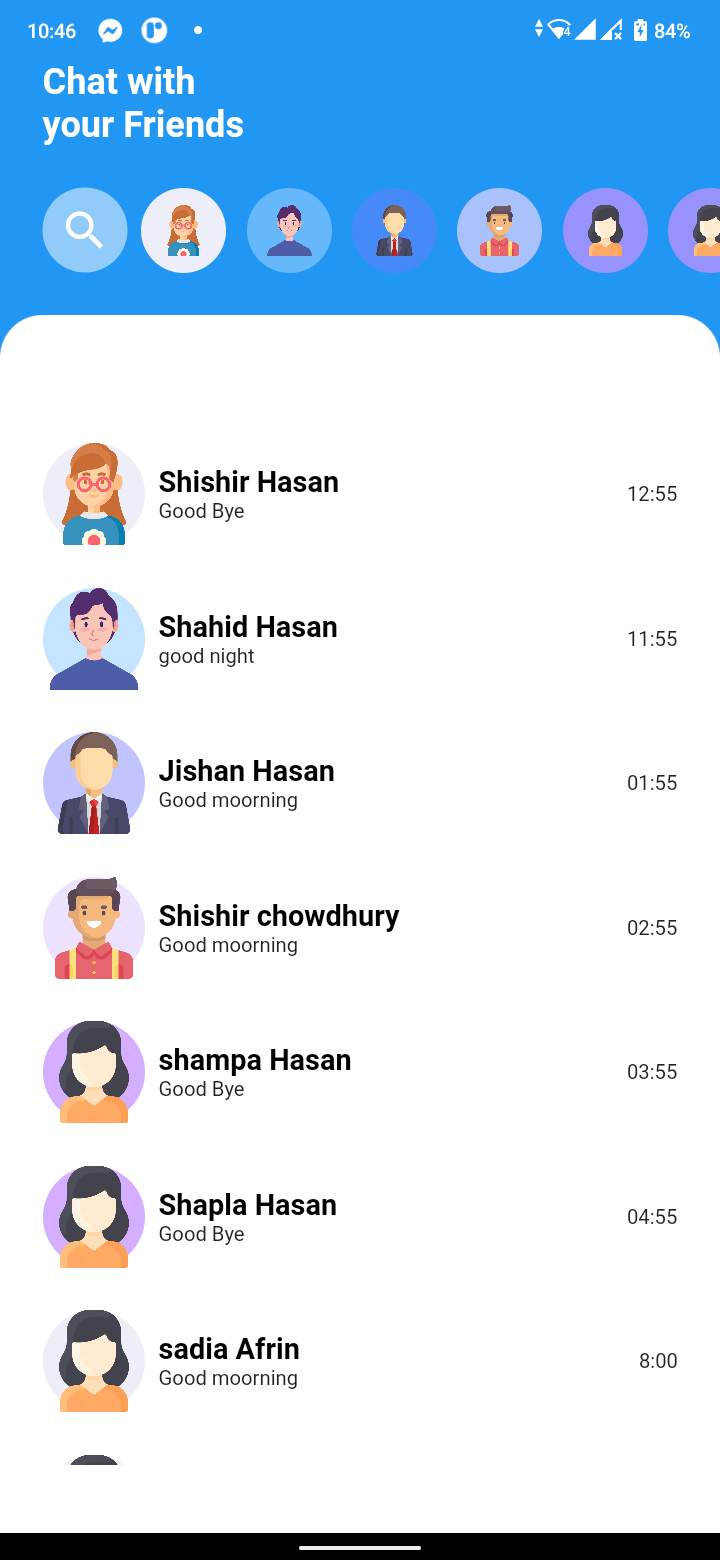 10:46 84%
Chat with
your Friends
Shishir Hasan
Good Bye
12:55
Shahid Hasan
good night
11:55
Jishan Hasan
Good moorning
01:55
Shishir chowdhury
Good moorning
02:55
shampa Hasan
Good Bye
03:55
Shapla Hasan
Good Bye
04:55
sadia Afrin
Good moorning
8:00